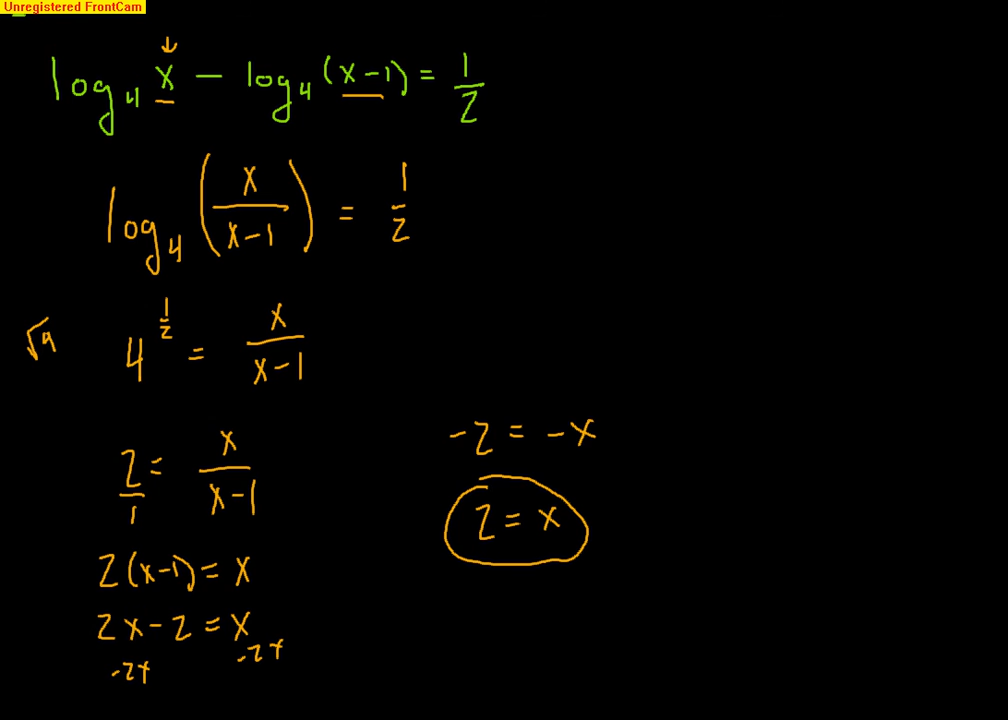 Unregistered FrontCam
log₄ x − log₄ (x−1) = 1/2
log₄ (x/(x−1)) = 1/2
√4 4^(1/2) = x/(x−1)
2/1 = x/(x−1)
2(x−1) = x
2x − 2 = x
-2x -2x
-2 = -x
2 = x